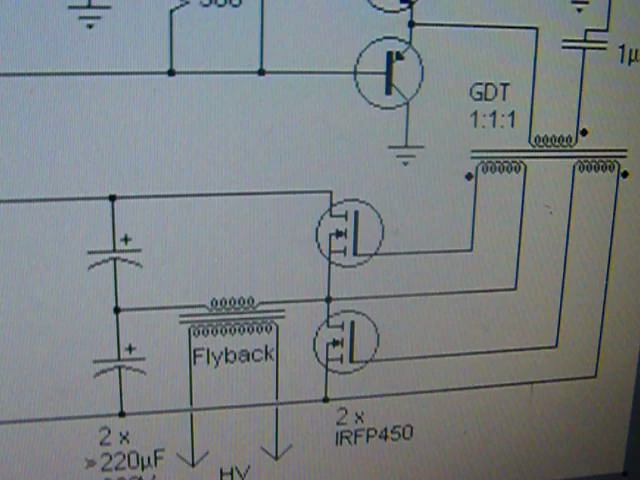 1µ
GDT
1:1:1
+
+
Flyback
2 x
>220µF
2 x
IRFP450
HV